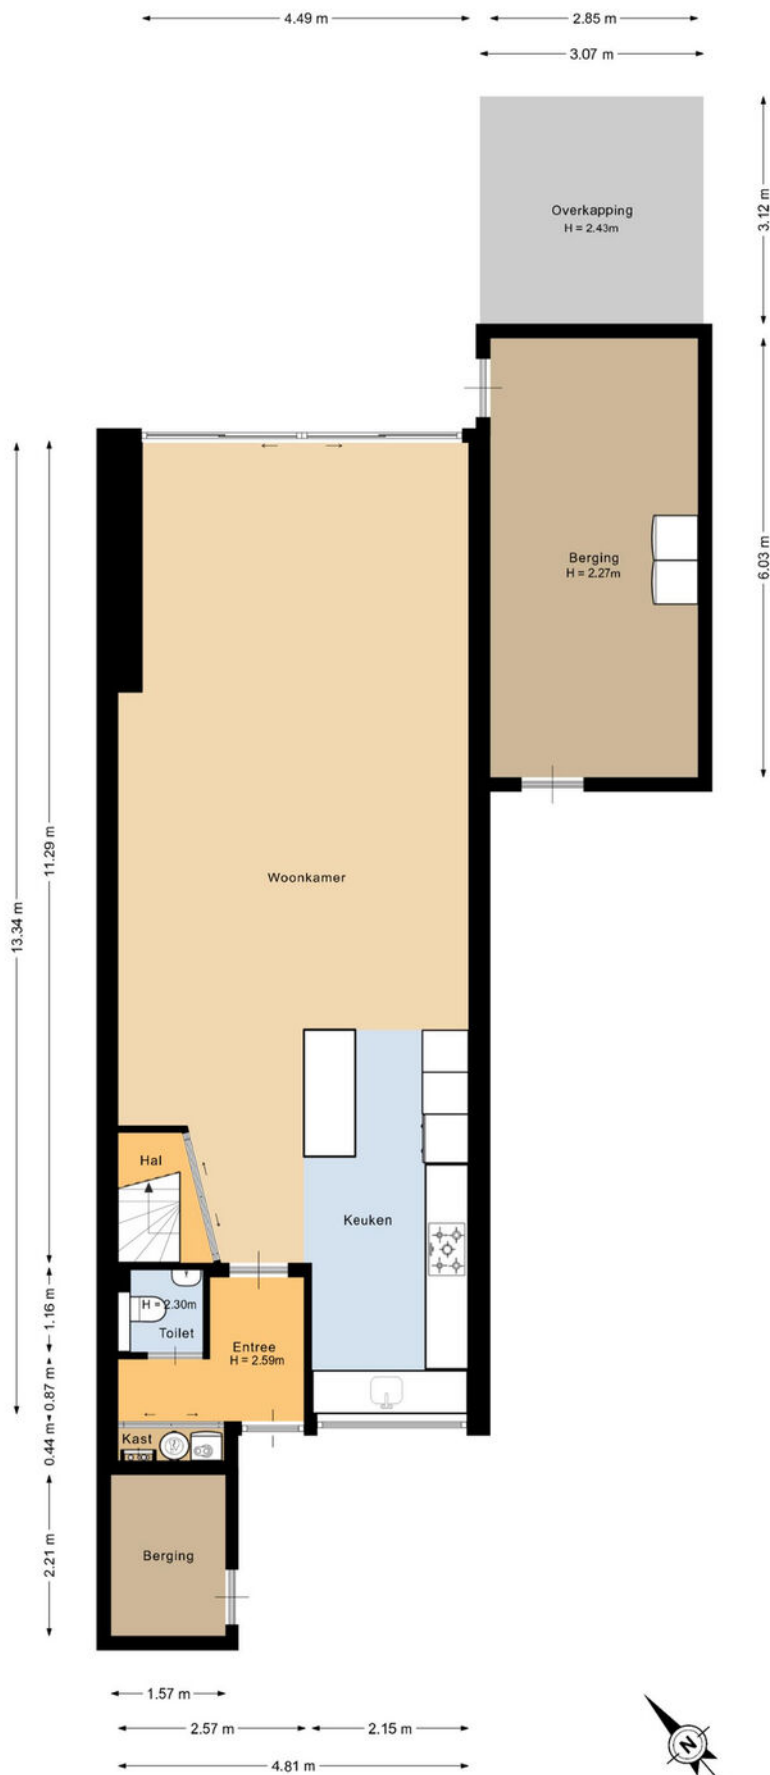 4.49 m
2.85 m
3.07 m
3.12 m
Overkapping
H = 2.43m
6.03 m
Berging
H = 2.27m
13.34 m
11.29 m
Woonkamer
Hal
Keuken
1.16 m
H = 2.30m
Toilet
Entree
H = 2.59m
0.87 m
0.44 m
Kast
2.21 m
Berging
1.57 m
2.57 m
2.15 m
4.81 m
N